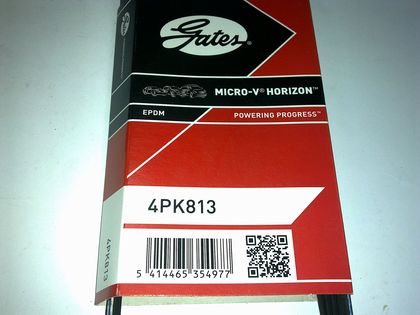 Gates
MICRO-V® HORIZON™
EPDM
POWERING PROGRESS™
4PK813
4PK813
5 414465 354977